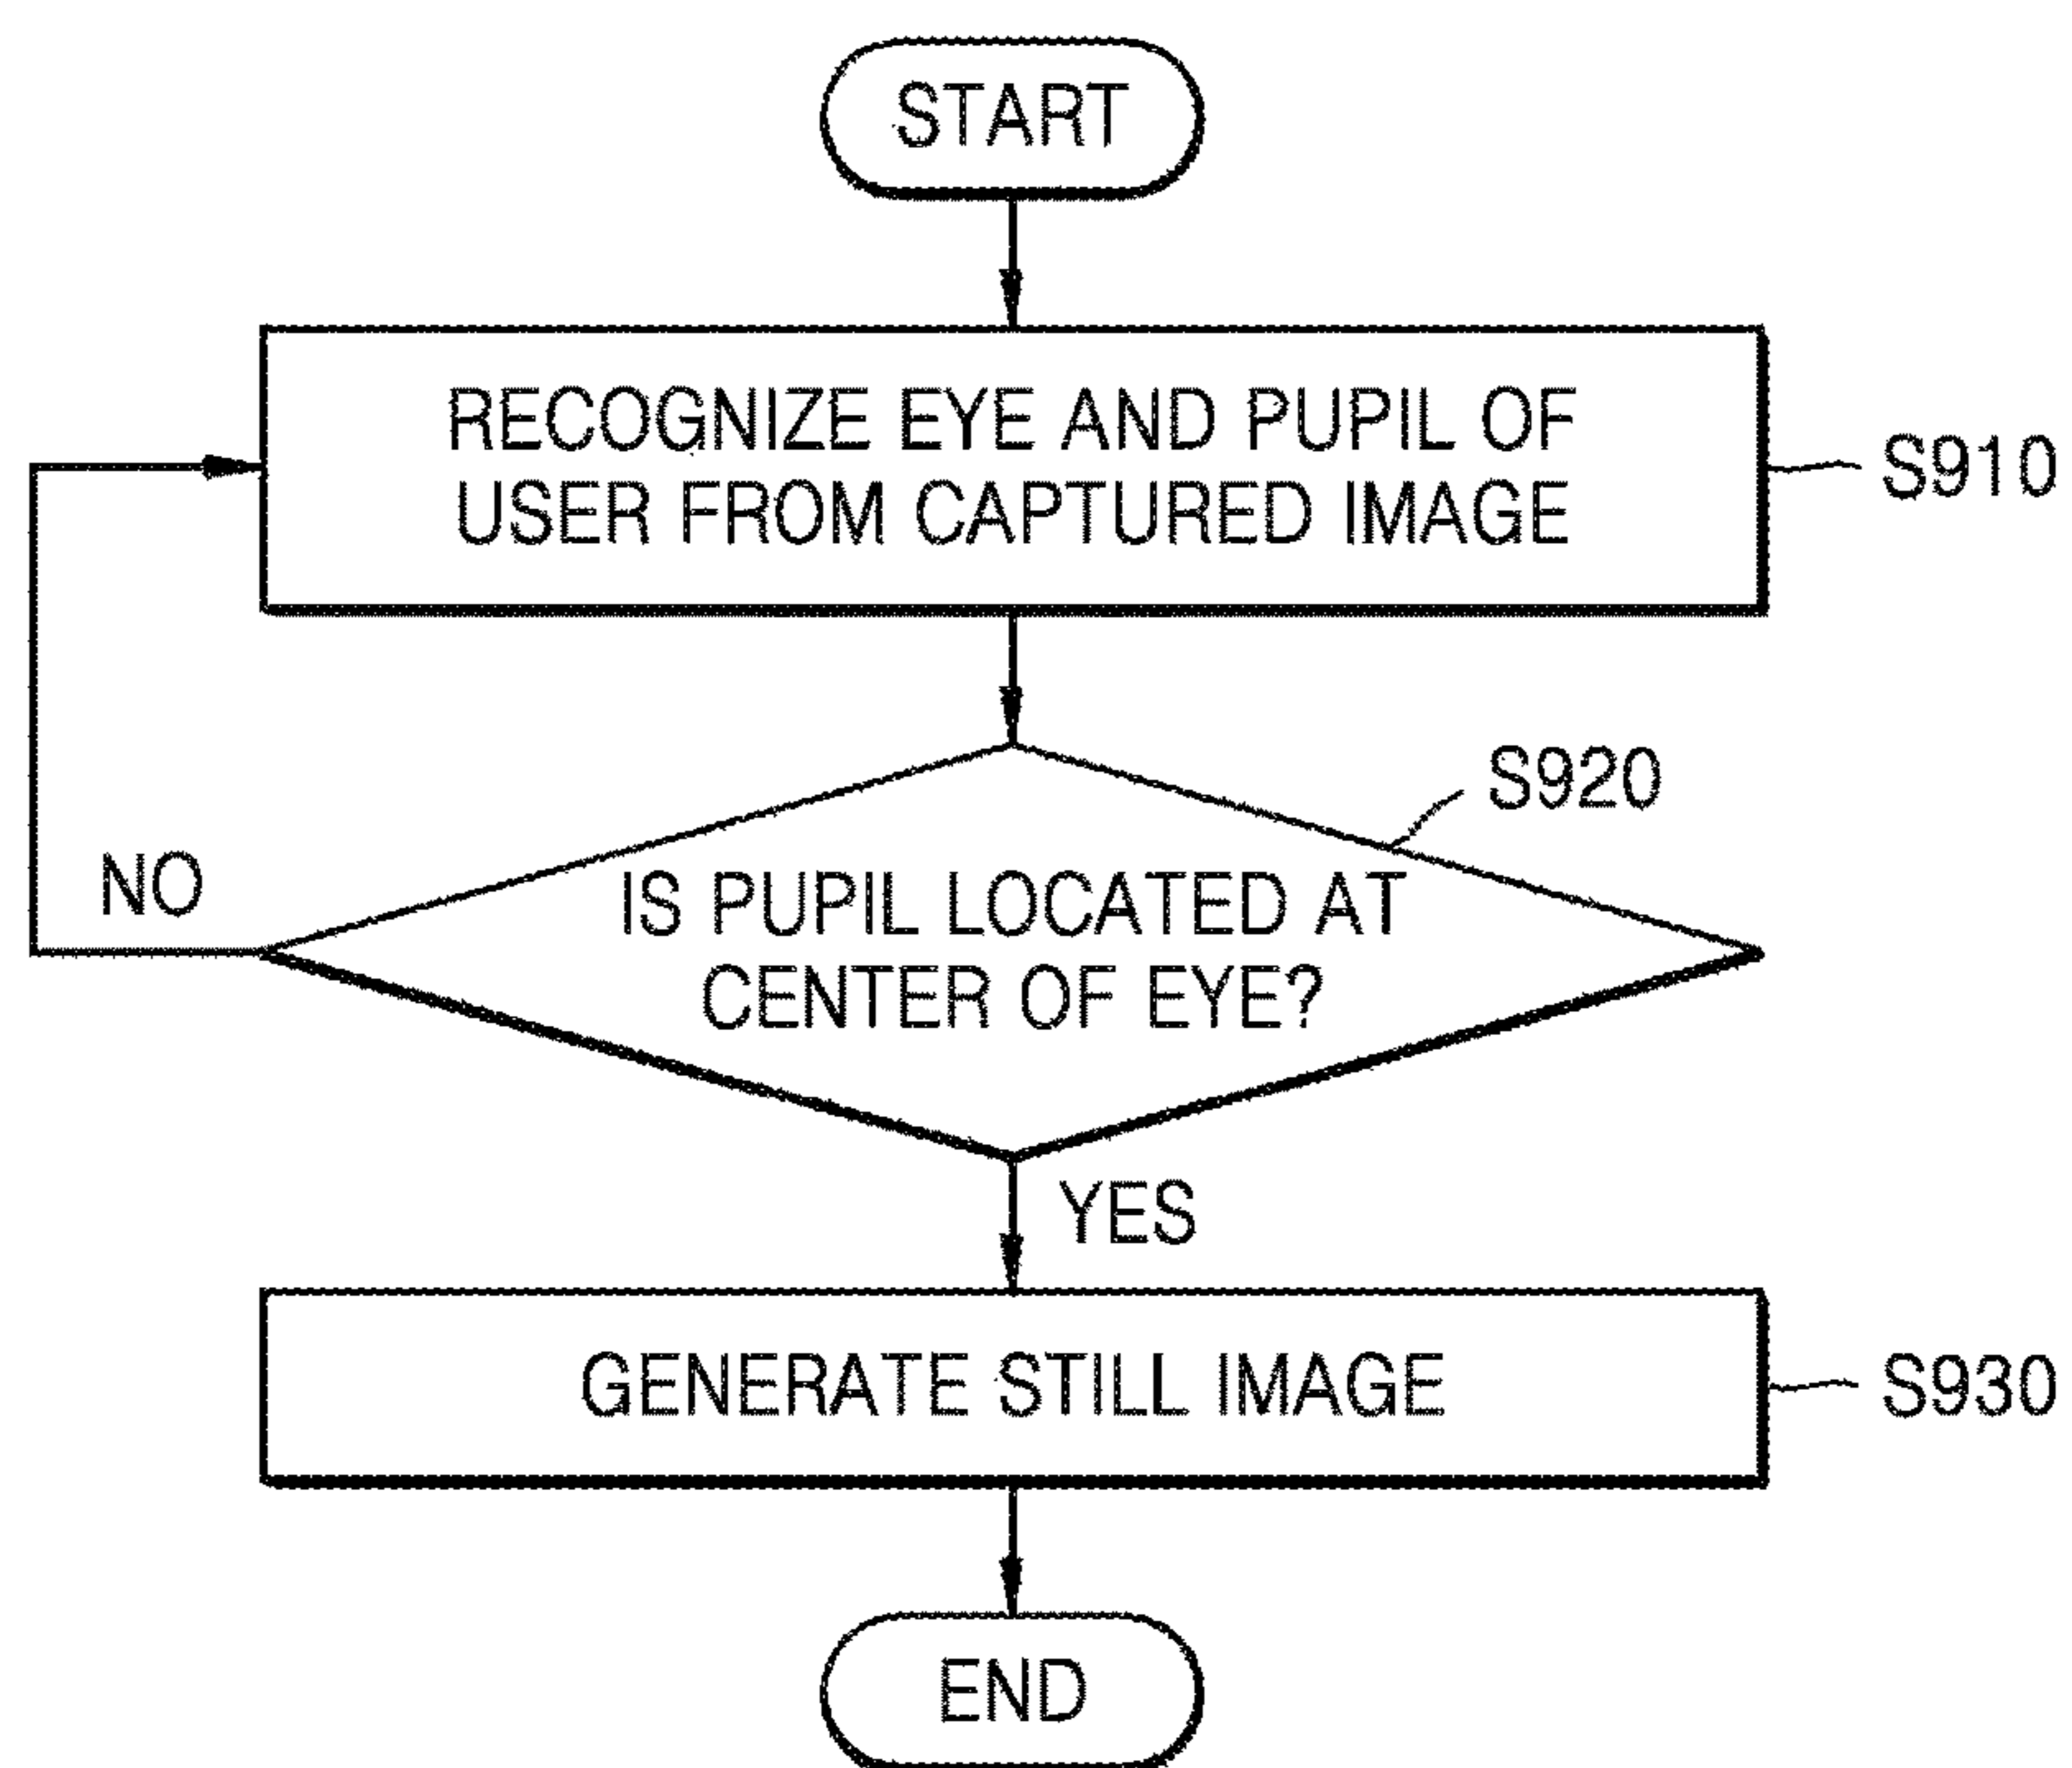 START
RECOGNIZE EYE AND PUPIL OF
USER FROM CAPTURED IMAGE
S910
S920
NO
IS PUPIL LOCATED AT
CENTER OF EYE?
YES
GENERATE STILL IMAGE
S930
END